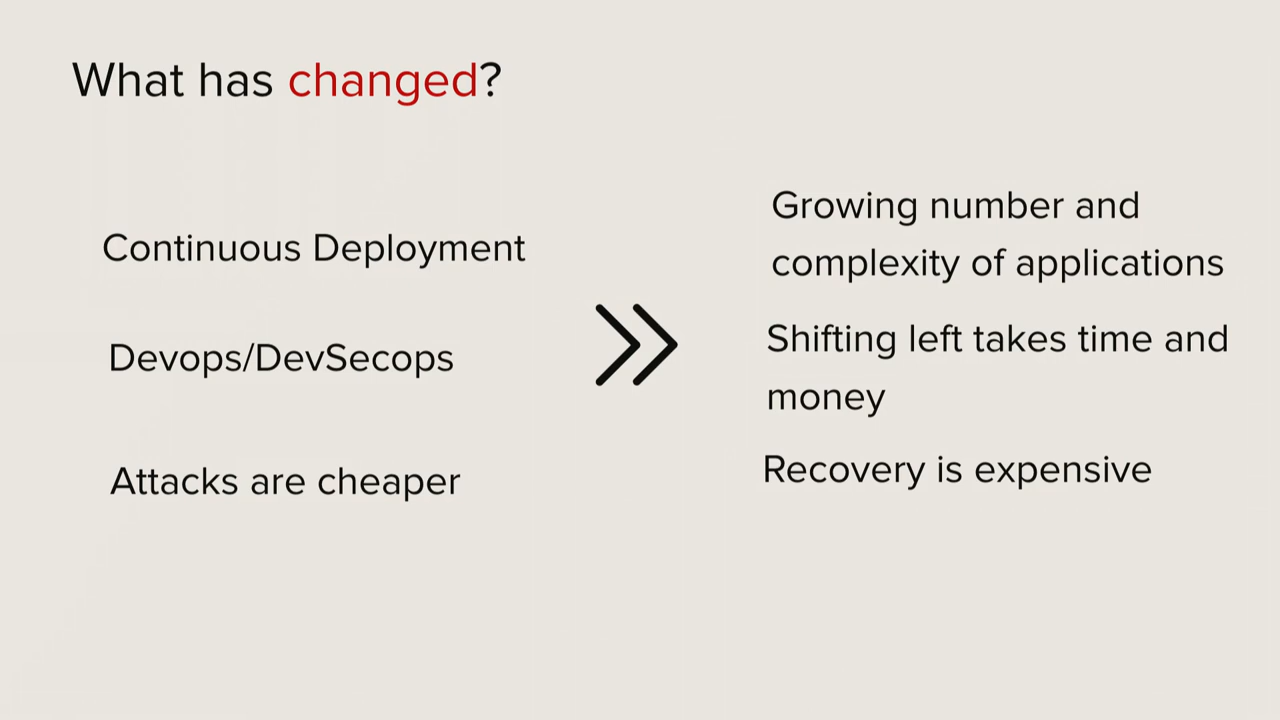 What has changed?
Continuous Deployment
Devops/DevSecops
Attacks are cheaper
Growing number and
complexity of applications
Shifting left takes time and
money
Recovery is expensive